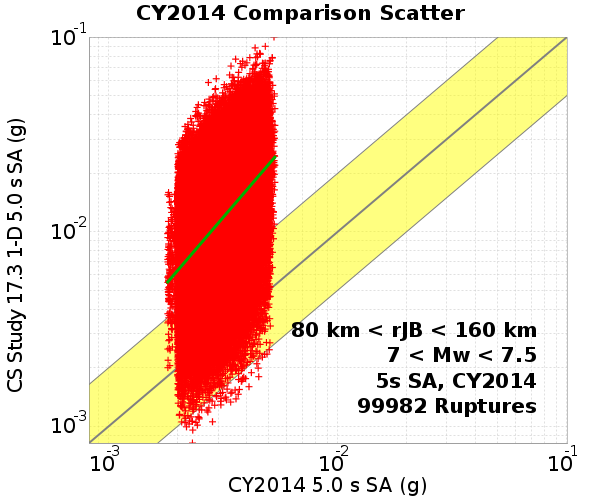 CY2014 Comparison Scatter
10-1
10-2
10-3
CS Study 17.3 1-D 5.0 s SA (g)
80 km < rJB < 160 km
7 < Mw < 7.5
5s SA, CY2014
99982 Ruptures
10-3 10-2 10-1
CY2014 5.0 s SA (g)